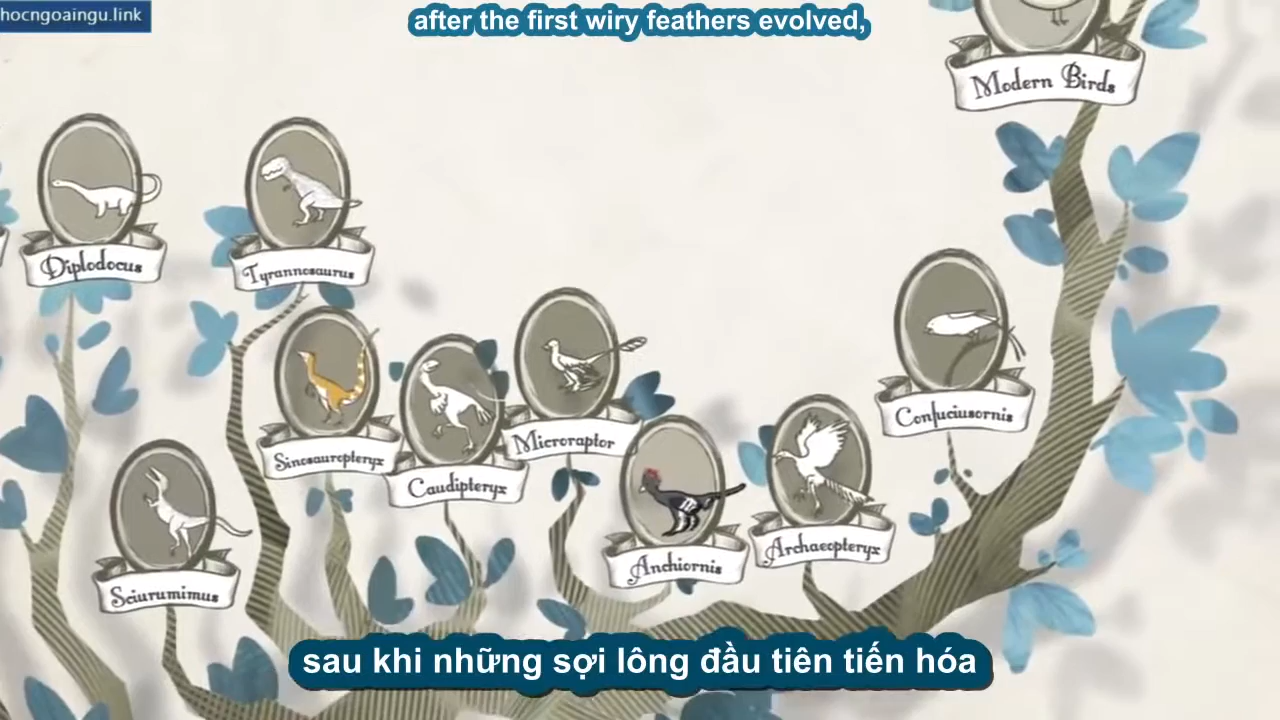 hocngoaingu.link
after the first wiry feathers evolved,
Modern Birds
Diplodocus
Tyrannosaurus
Confuciusornis
Microraptor
Sinosauropteryx
Caudipteryx
Archaeopteryx
Anchiornis
Sciurumimus
sau khi những sợi lông đầu tiên tiến hóa